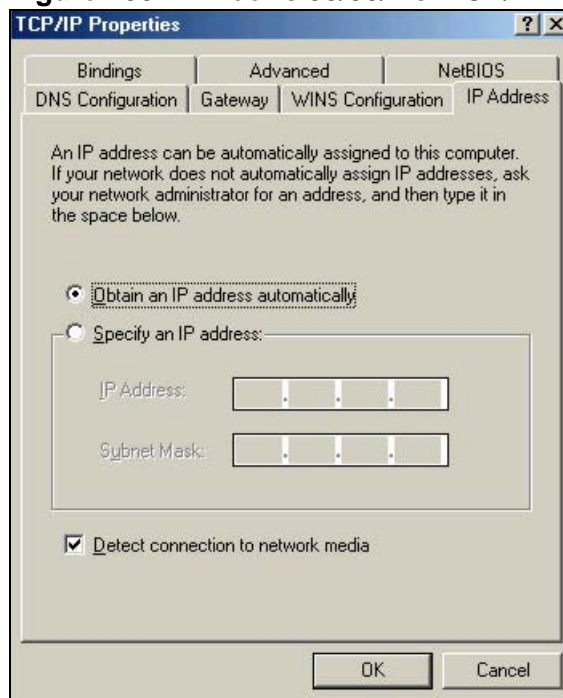 TCP/IP Properties
Bindings Advanced NetBIOS
DNS Configuration Gateway WINS Configuration IP Address
An IP address can be automatically assigned to this computer.
If your network does not automatically assign IP addresses, ask
your network administrator for an address, and then type it in
the space below.
Obtain an IP address automatically
Specify an IP address:
IP Address:
Subnet Mask:
Detect connection to network media
OK Cancel